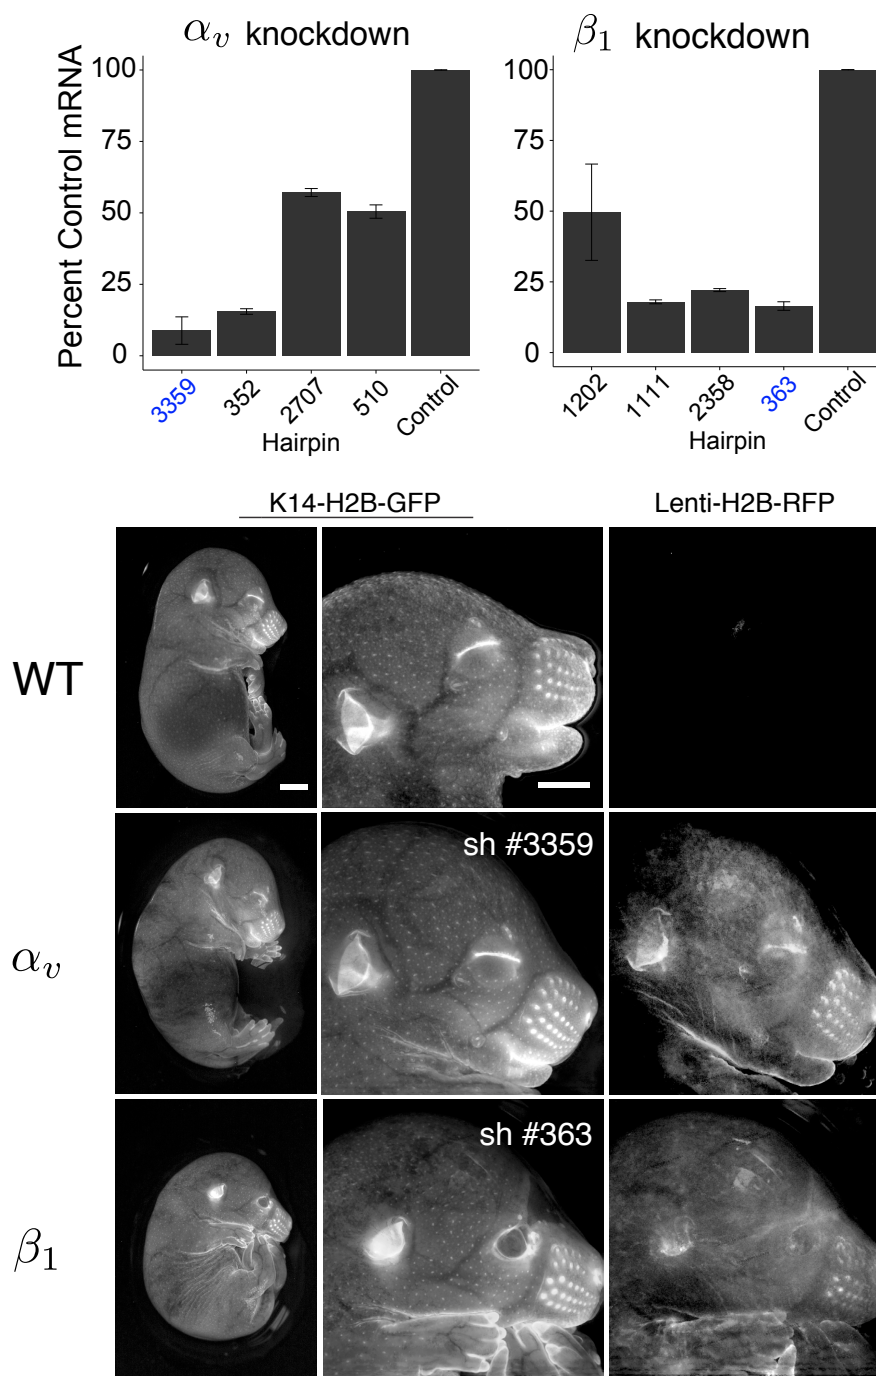 αv knockdown
β1 knockdown
Percent Control mRNA
100
75
50
25
0
3359
352
2707
510
Control
Hairpin
100
75
50
25
0
1202
1111
2358
363
Control
Hairpin
K14-H2B-GFP
Lenti-H2B-RFP
WT
αv
sh #3359
β1
sh #363